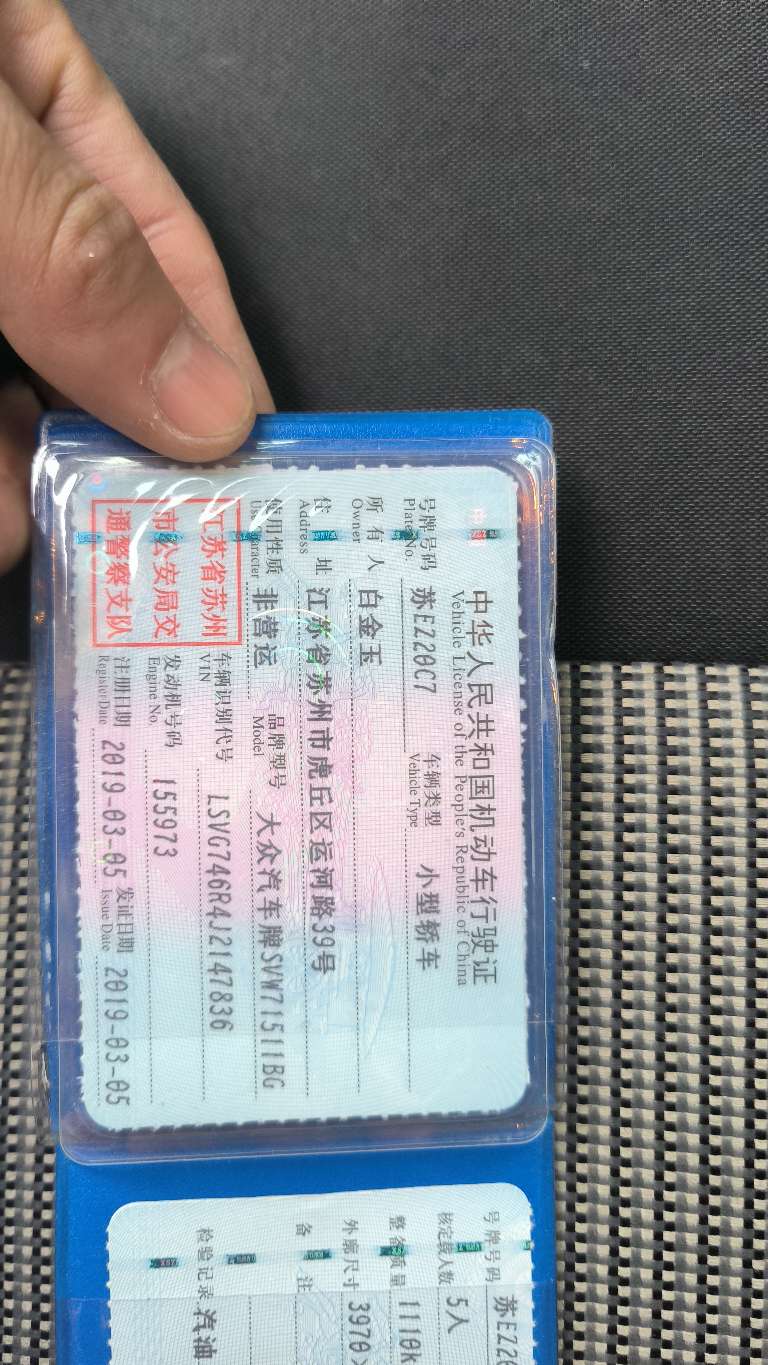 中华人民共和国机动车行驶证
Vehicle License of the People's Republic of China
号牌号码 苏EZ20C7 车辆类型 小型轿车
Plate No. Vehicle Type
所有人 白金玉
Owner
住址 江苏省苏州市虎丘区运河路39号
Address
使用性质 非营运 品牌型号 大众汽车牌SVW71511BG
Use Character Model
江苏省苏州
市公安局交
通警察支队
车辆识别代号 LSVG746R4J2147836
VIN
发动机号码 155973
Engine No.
注册日期 2019-03-05 发证日期 2019-03-05
Register Date Issue Date
号牌号码 苏EZ20
核定载人数 5人
整备质量 1110k
外廓尺寸 3970
备注
检验记录 汽油